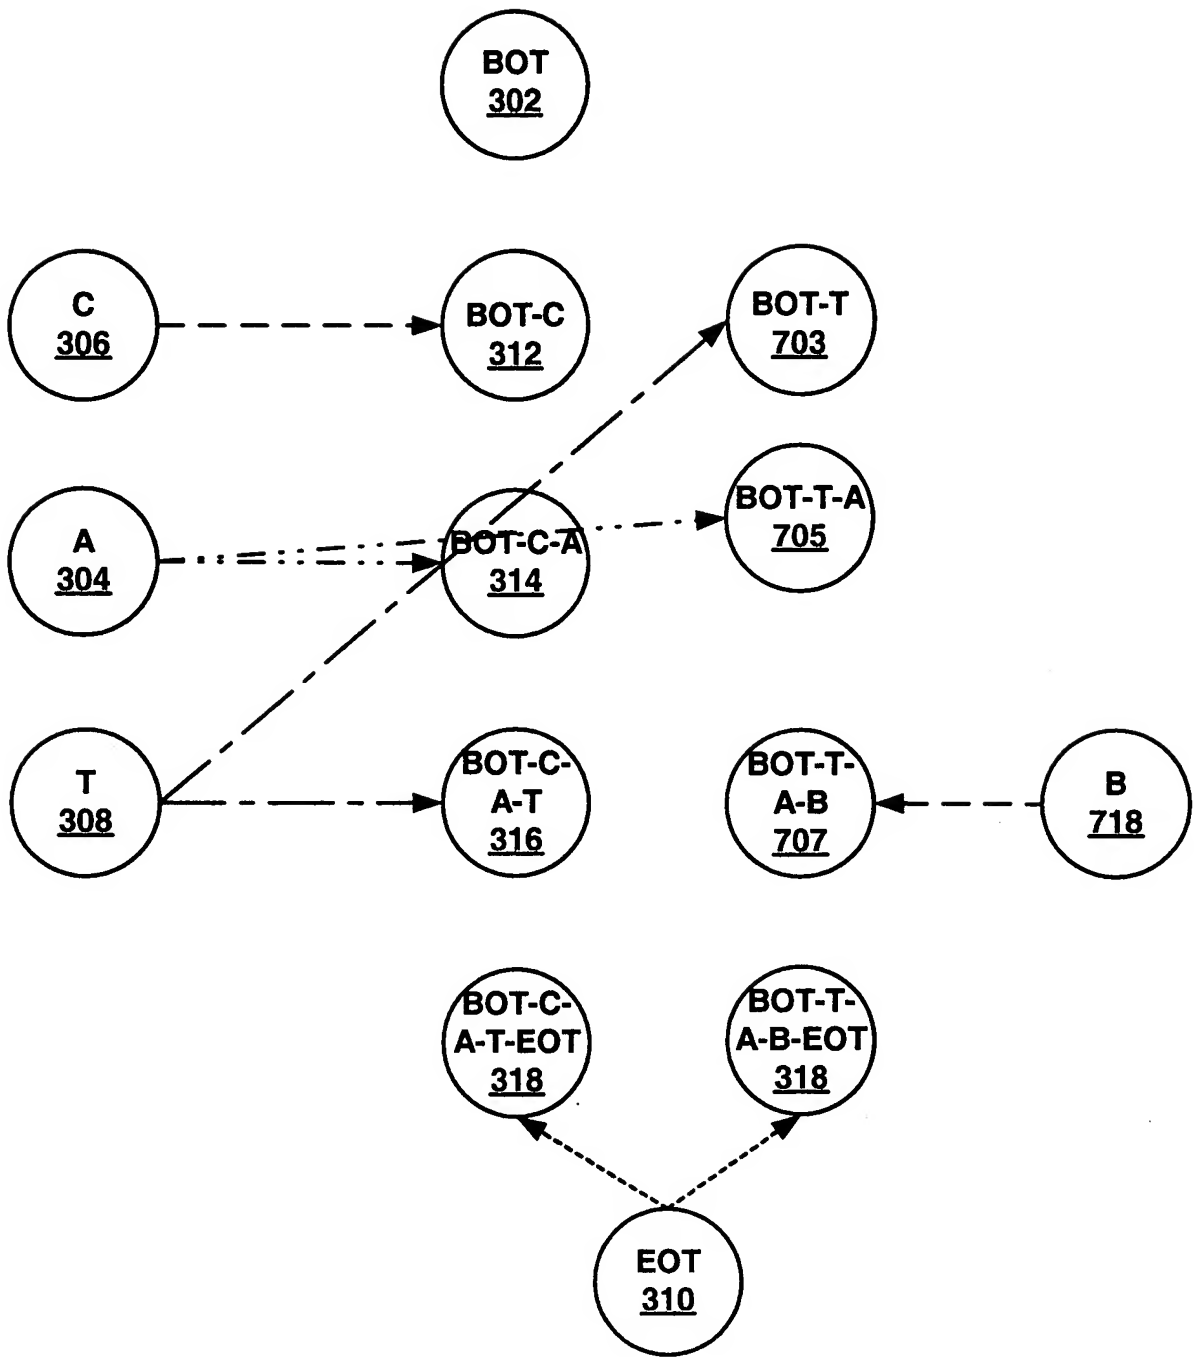 BOT
302
C
306
BOT-C
312
BOT-T
703
A
304
BOT-C-A
314
BOT-T-A
705
T
308
BOT-C-
A-T
316
BOT-T-
A-B
707
B
718
BOT-C-
A-T-EOT
318
BOT-T-
A-B-EOT
318
EOT
310